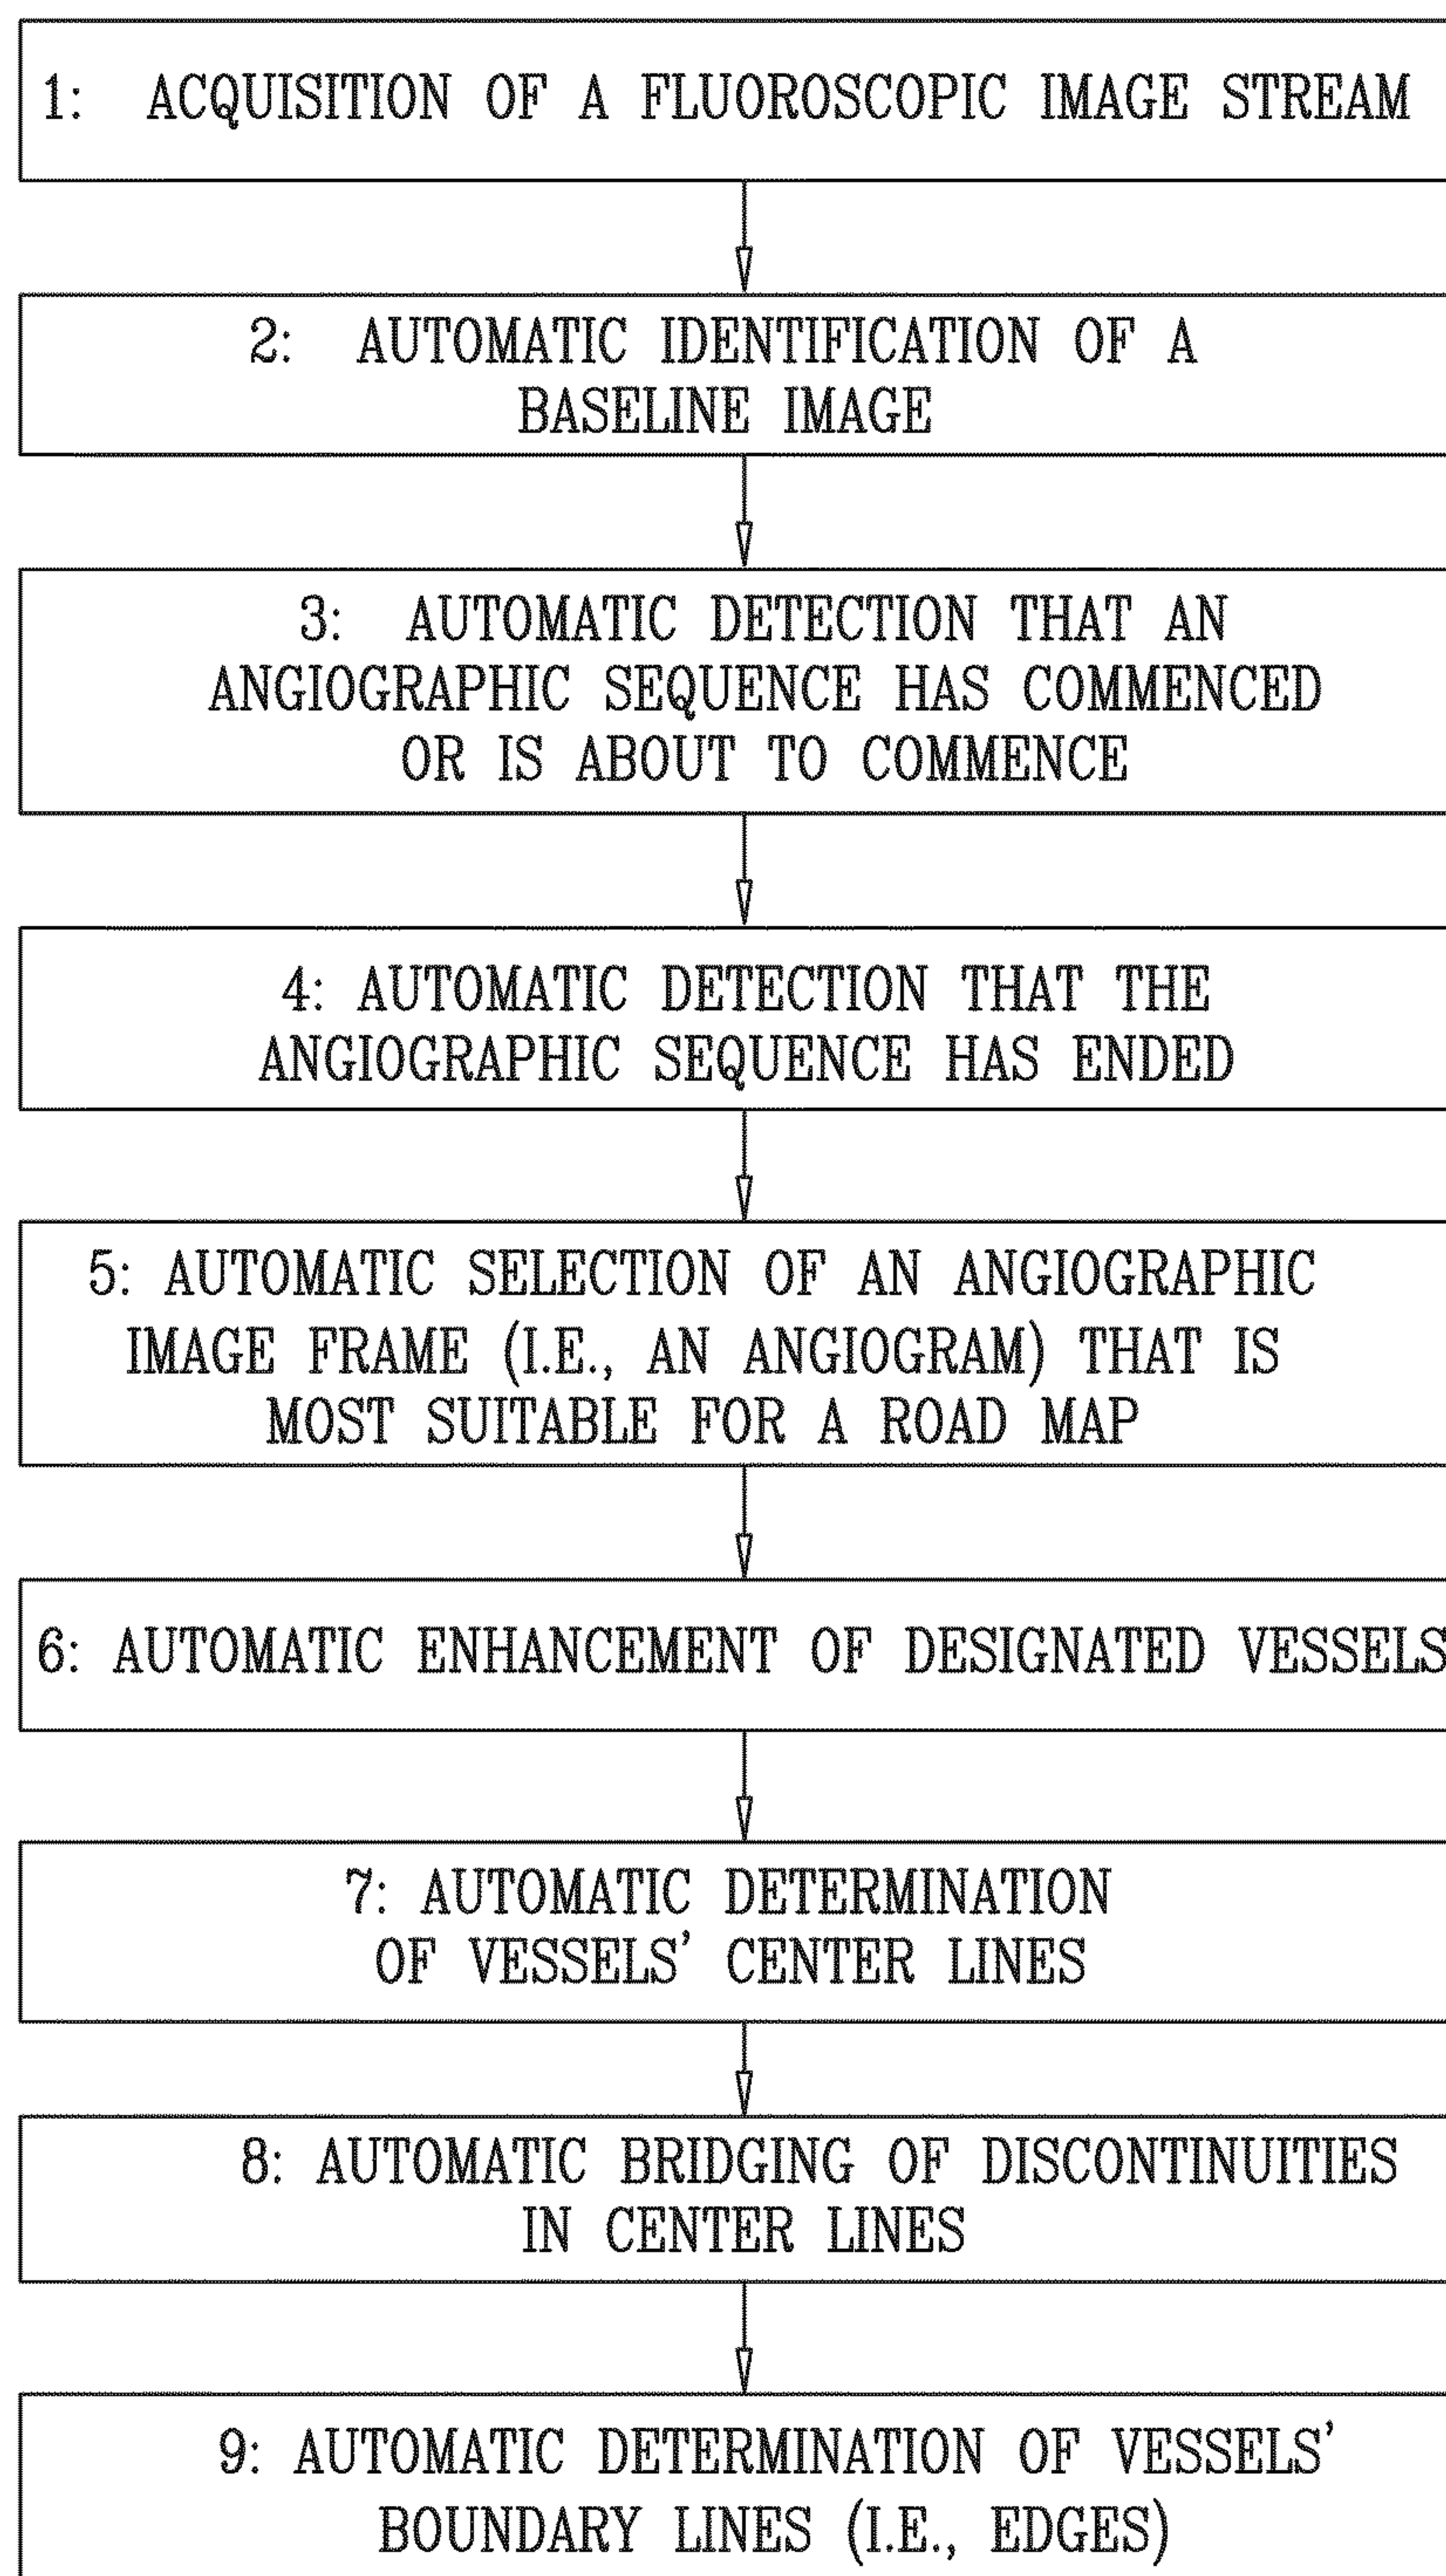 1: ACQUISITION OF A FLUOROSCOPIC IMAGE STREAM
2: AUTOMATIC IDENTIFICATION OF A
BASELINE IMAGE
3: AUTOMATIC DETECTION THAT AN
ANGIOGRAPHIC SEQUENCE HAS COMMENCED
OR IS ABOUT TO COMMENCE
4: AUTOMATIC DETECTION THAT THE
ANGIOGRAPHIC SEQUENCE HAS ENDED
5: AUTOMATIC SELECTION OF AN ANGIOGRAPHIC
IMAGE FRAME (I.E., AN ANGIOGRAM) THAT IS
MOST SUITABLE FOR A ROAD MAP
6: AUTOMATIC ENHANCEMENT OF DESIGNATED VESSELS
7: AUTOMATIC DETERMINATION
OF VESSELS' CENTER LINES
8: AUTOMATIC BRIDGING OF DISCONTINUITIES
IN CENTER LINES
9: AUTOMATIC DETERMINATION OF VESSELS'
BOUNDARY LINES (I.E., EDGES)